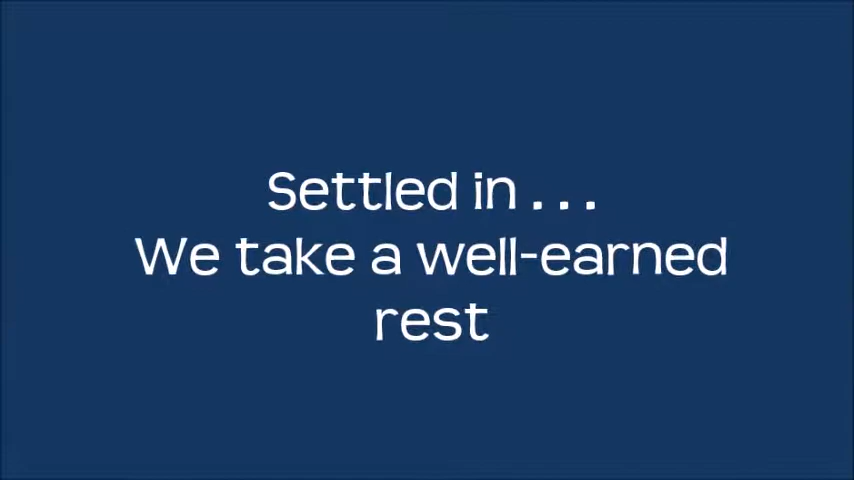 Settled in . . .
We take a well-earned
rest